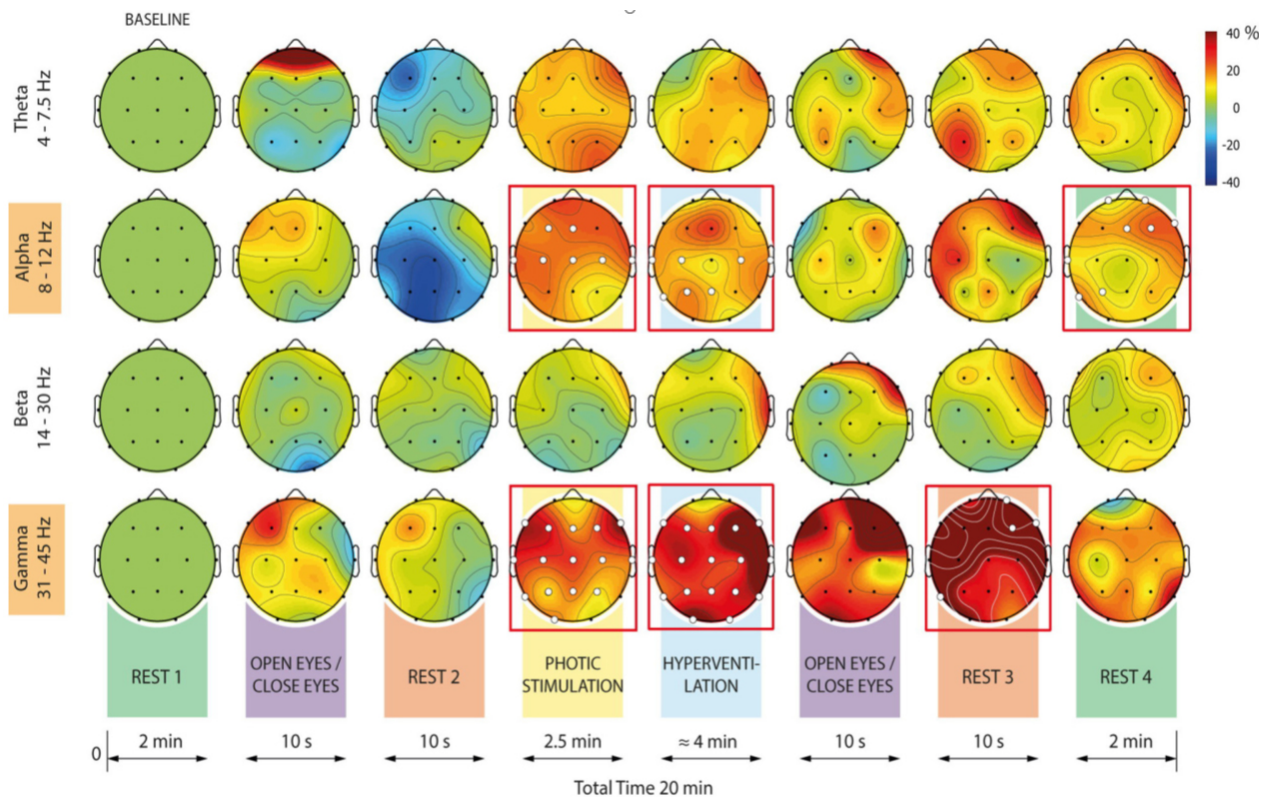 BASELINE
40 %
20
0
-20
-40
Theta
4 - 7.5 Hz
Alpha
8 - 12 Hz
Beta
14 - 30 Hz
Gamma
31 - 45 Hz
REST 1
OPEN EYES /
CLOSE EYES
REST 2
PHOTIC
STIMULATION
HYPERVENTI-
LATION
OPEN EYES /
CLOSE EYES
REST 3
REST 4
0
2 min
10 s
10 s
2.5 min
≈ 4 min
10 s
10 s
2 min
Total Time 20 min